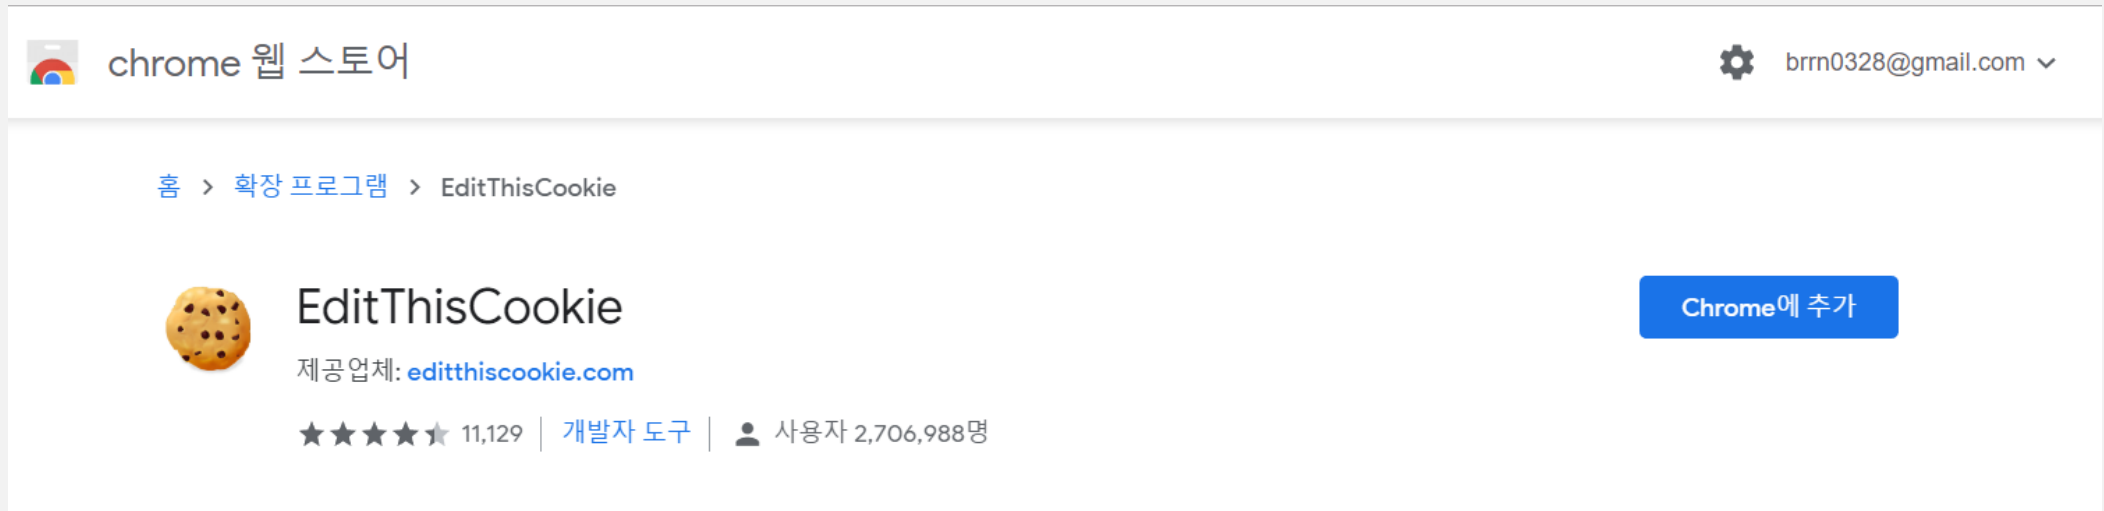 chrome 웹 스토어 brrn0328@gmail.com
홈 > 확장 프로그램 > EditThisCookie
EditThisCookie
Chrome에 추가
제공업체: editthiscookie.com
11,129 개발자 도구 사용자 2,706,988명